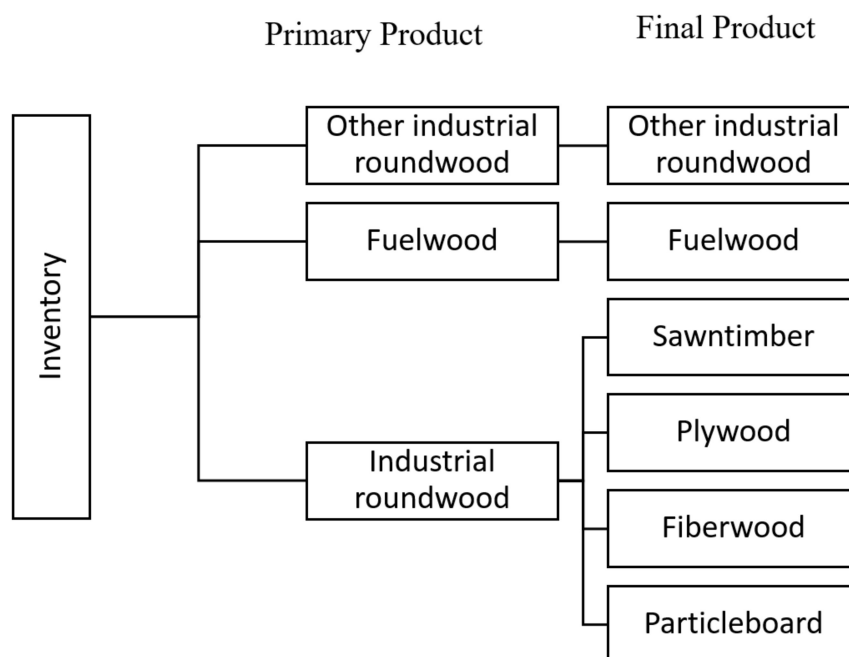 Primary Product
Final Product
Inventory
Other industrial
roundwood
Other industrial
roundwood
Fuelwood
Fuelwood
Industrial
roundwood
Sawntimber
Plywood
Fiberwood
Particleboard